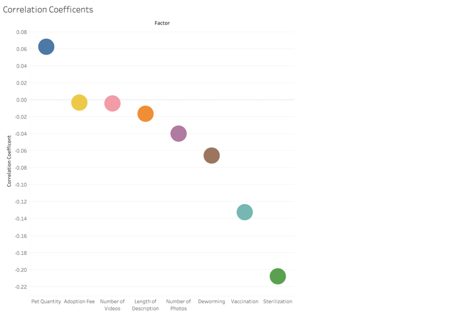 Correlation Coefficents
Factor
0.08
0.06
0.04
0.02
0.00
-0.02
-0.04
-0.06
-0.08
-0.10
-0.12
-0.14
-0.16
-0.18
-0.20
-0.22
Correlation Coefficant
Pet Quantity
Adoption Fee
Number of
Videos
Length of
Description
Number of
Photos
Deworming
Vaccination
Sterilization